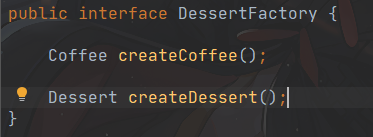 public interface DessertFactory {
Coffee createCoffee();
Dessert createDessert();
}